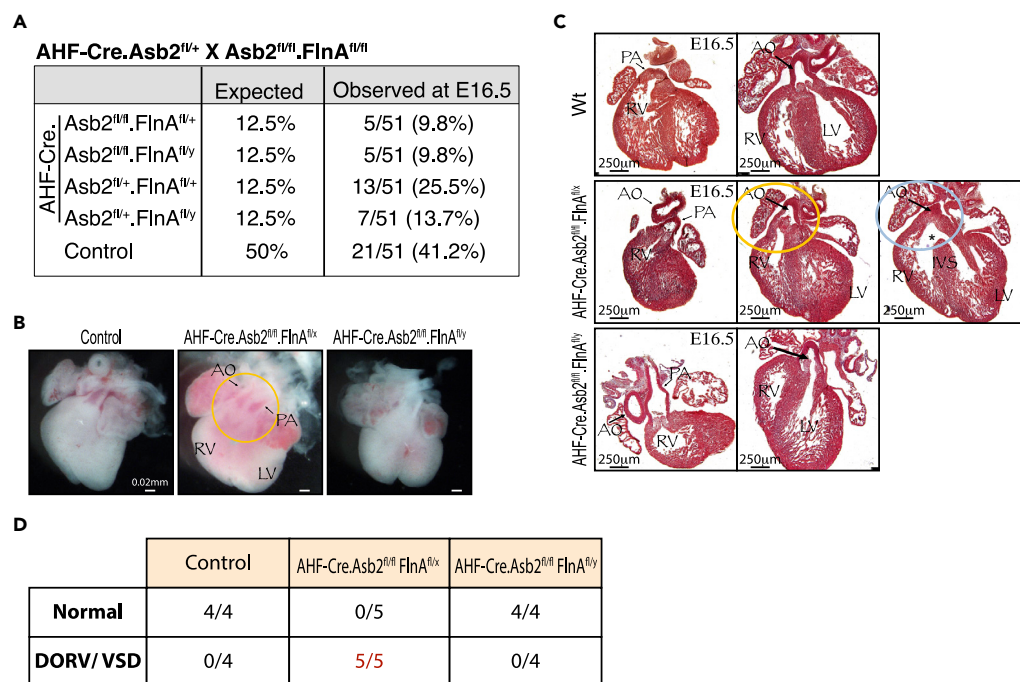 A
AHF-Cre.Asb2fl/+ X Asb2fl/fl.FlnAfl/fl
Expected Observed at E16.5
AHF-Cre.
Asb2fl/fl.FlnAfl/+ 12.5% 5/51 (9.8%)
Asb2fl/fl.FlnAfl/y 12.5% 5/51 (9.8%)
Asb2fl/+.FlnAfl/+ 12.5% 13/51 (25.5%)
Asb2fl/+.FlnAfl/y 12.5% 7/51 (13.7%)
Control 50% 21/51 (41.2%)
B
Control AHF-Cre.Asb2fl/fl.FlnAfl/x AHF-Cre.Asb2fl/fl.FlnAfl/y
AO
PA
RV
LV
0.02mm
C
Wt
E16.5
PA
RV
250µm
AO
RV
LV
250µm
AHF-Cre.Asb2fl/fl.FlnAfl/x
E16.5
AO
PA
RV
250µm
AO
RV
LV
250µm
AO
*
IVS
RV
LV
250µm
AHF-Cre.Asb2fl/fl.FlnAfl/y
E16.5
PA
AO
RV
250µm
AO
RV
LV
250µm
D
Control AHF-Cre.Asb2fl/fl FlnAfl/x AHF-Cre.Asb2fl/fl FlnAfl/y
Normal 4/4 0/5 4/4
DORV/ VSD 0/4 5/5 0/4